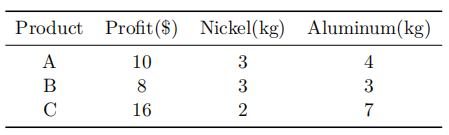 Product Profit($) Nickel(kg) Aluminum(kg)
A 10 3 4
B 8 3 3
C 16 2 7